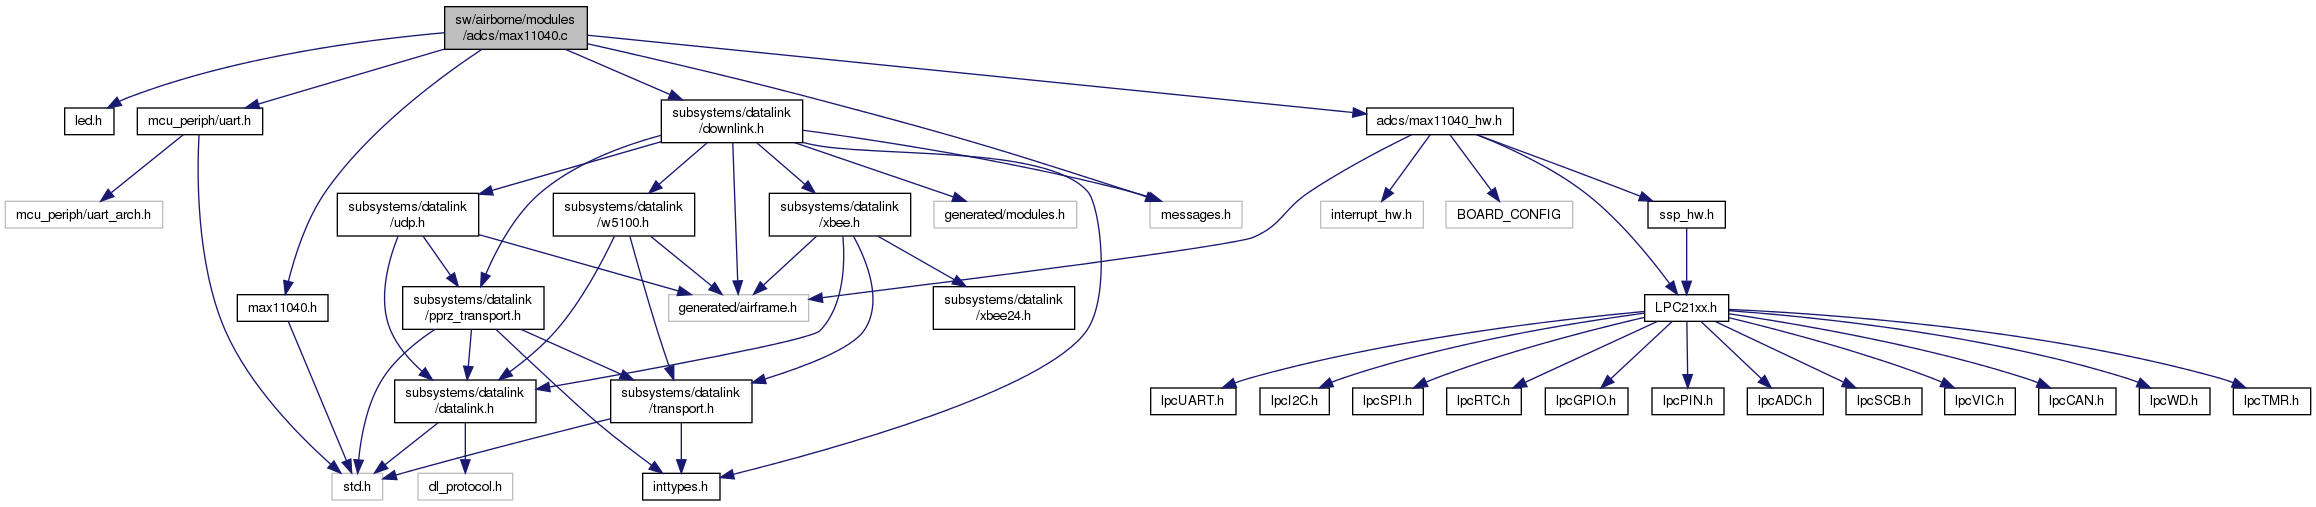 sw/airborne/modules
/adcs/max11040.c
led.h
mcu_periph/uart.h
subsystems/datalink
/downlink.h
adcs/max11040_hw.h
mcu_periph/uart_arch.h
subsystems/datalink
/udp.h
subsystems/datalink
/w5100.h
subsystems/datalink
/xbee.h
generated/modules.h
messages.h
interrupt_hw.h
BOARD_CONFIG
ssp_hw.h
max11040.h
subsystems/datalink
/pprz_transport.h
generated/airframe.h
subsystems/datalink
/xbee24.h
LPC21xx.h
subsystems/datalink
/datalink.h
subsystems/datalink
/transport.h
lpcUART.h
lpcI2C.h
lpcSPI.h
lpcRTC.h
lpcGPIO.h
lpcPIN.h
lpcADC.h
lpcSCB.h
lpcVIC.h
lpcCAN.h
lpcWD.h
lpcTMR.h
std.h
dl_protocol.h
inttypes.h